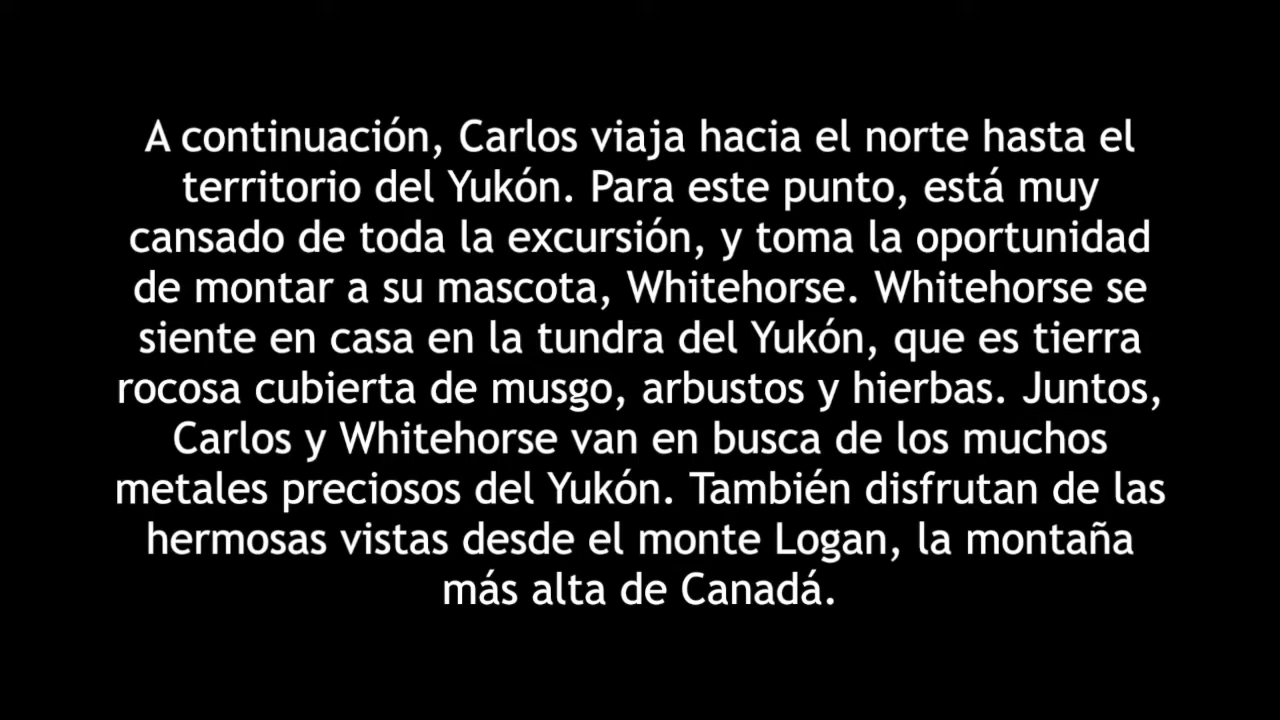 A continuación, Carlos viaja hacia el norte hasta el
territorio del Yukón. Para este punto, está muy
cansado de toda la excursión, y toma la oportunidad
de montar a su mascota, Whitehorse. Whitehorse se
siente en casa en la tundra del Yukón, que es tierra
rocosa cubierta de musgo, arbustos y hierbas. Juntos,
Carlos y Whitehorse van en busca de los muchos
metales preciosos del Yukón. También disfrutan de las
hermosas vistas desde el monte Logan, la montaña
más alta de Canadá.